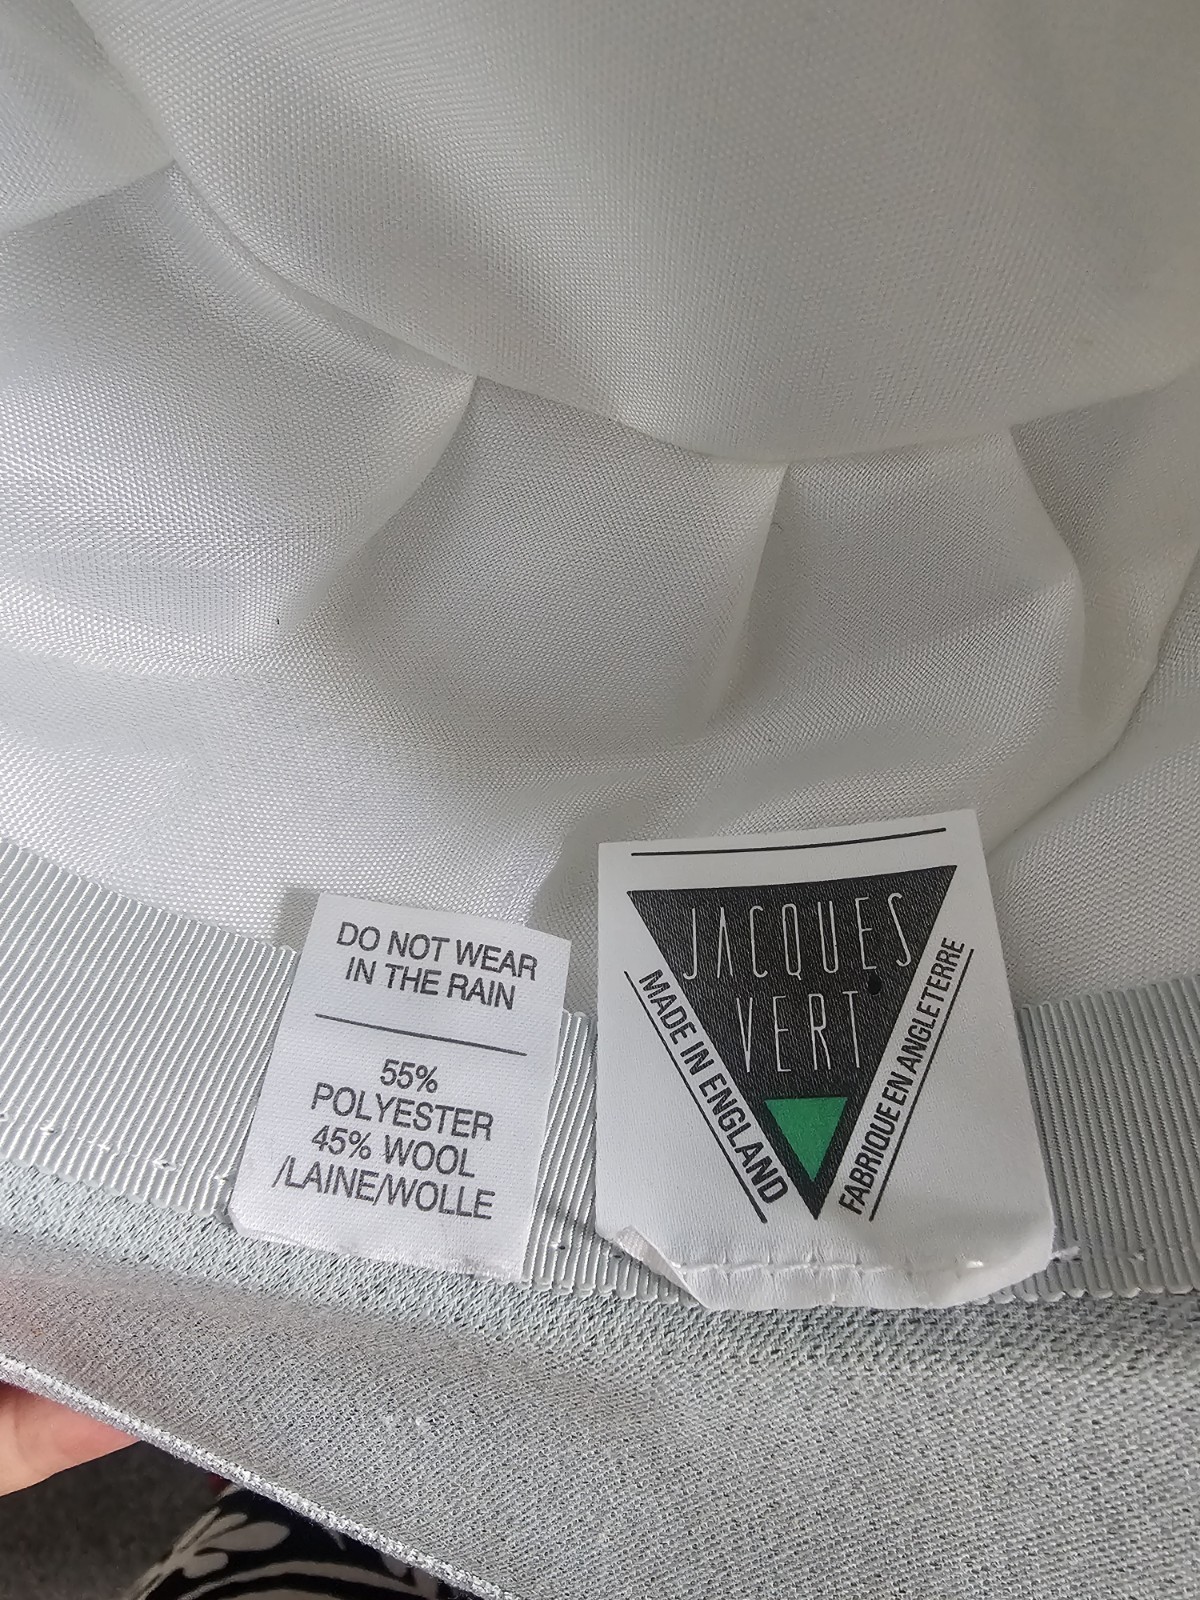 DO NOT WEAR
IN THE RAIN
55%
POLYESTER
45% WOOL
/LAINE/WOLLE
JACQUES
VERT
MADE IN ENGLAND
FABRIQUE EN ANGLETERRE